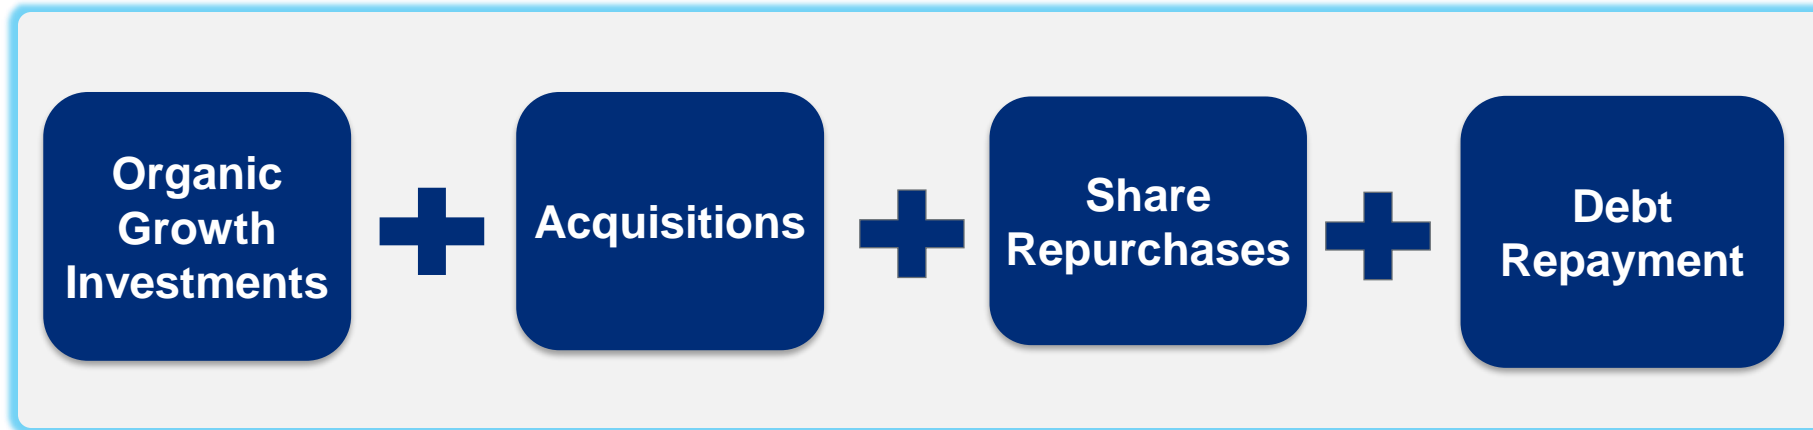 Organic
Growth
Investments
Acquisitions
Share
Repurchases
Debt
Repayment